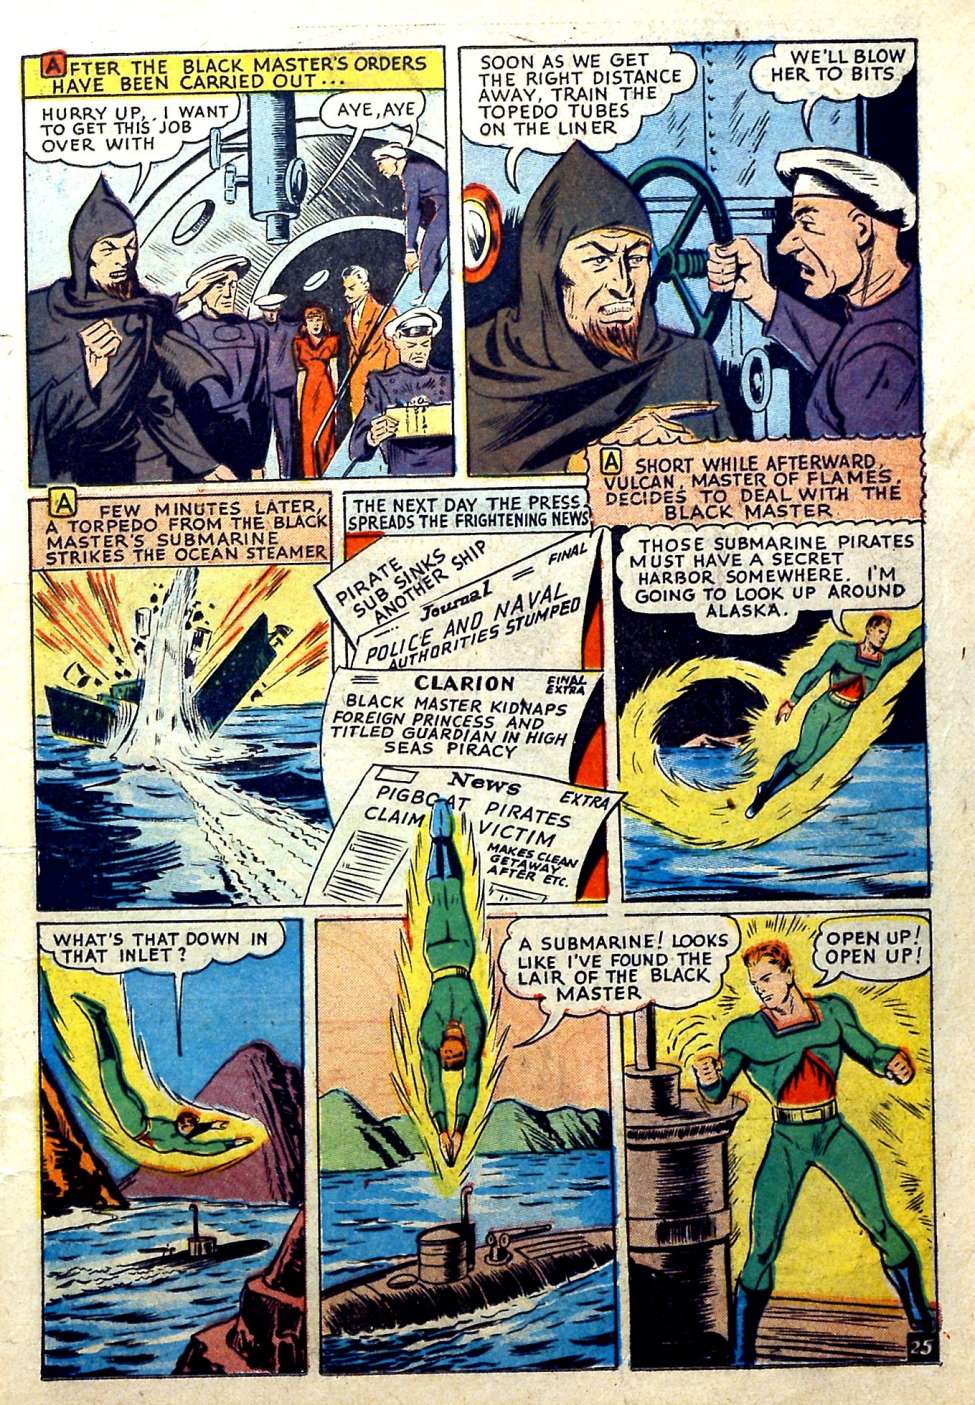 AFTER THE BLACK MASTER'S ORDERS
HAVE BEEN CARRIED OUT...
HURRY UP, I WANT
TO GET THIS JOB
OVER WITH
AYE, AYE
SOON AS WE GET
THE RIGHT DISTANCE
AWAY, TRAIN THE
TOPEDO TUBES
ON THE LINER
WE'LL BLOW
HER TO BITS
A FEW MINUTES LATER,
A TORPEDO FROM THE BLACK
MASTER'S SUBMARINE
STRIKES THE OCEAN STEAMER
THE NEXT DAY THE PRESS
SPREADS THE FRIGHTENING NEWS
PIRATE
SUB SINKS
ANOTHER SHIP
FINAL
Journal
POLICE AND NAVAL
AUTHORITIES STUMPED
CLARION
FINAL
EXTRA
BLACK MASTER KIDNAPS
FOREIGN PRINCESS AND
TITLED GUARDIAN IN HIGH
SEAS PIRACY
News
EXTRA
PIGBOAT PIRATES
CLAIM VICTIM
MAKES CLEAN
GETAWAY
AFTER ETC.
A SHORT WHILE AFTERWARD,
VULCAN, MASTER OF FLAMES,
DECIDES TO DEAL WITH THE
BLACK MASTER
THOSE SUBMARINE PIRATES
MUST HAVE A SECRET
HARBOR SOMEWHERE. I'M
GOING TO LOOK UP AROUND
ALASKA.
WHAT'S THAT DOWN IN
THAT INLET?
A SUBMARINE! LOOKS
LIKE I'VE FOUND THE
LAIR OF THE BLACK
MASTER
OPEN UP!
OPEN UP!
25